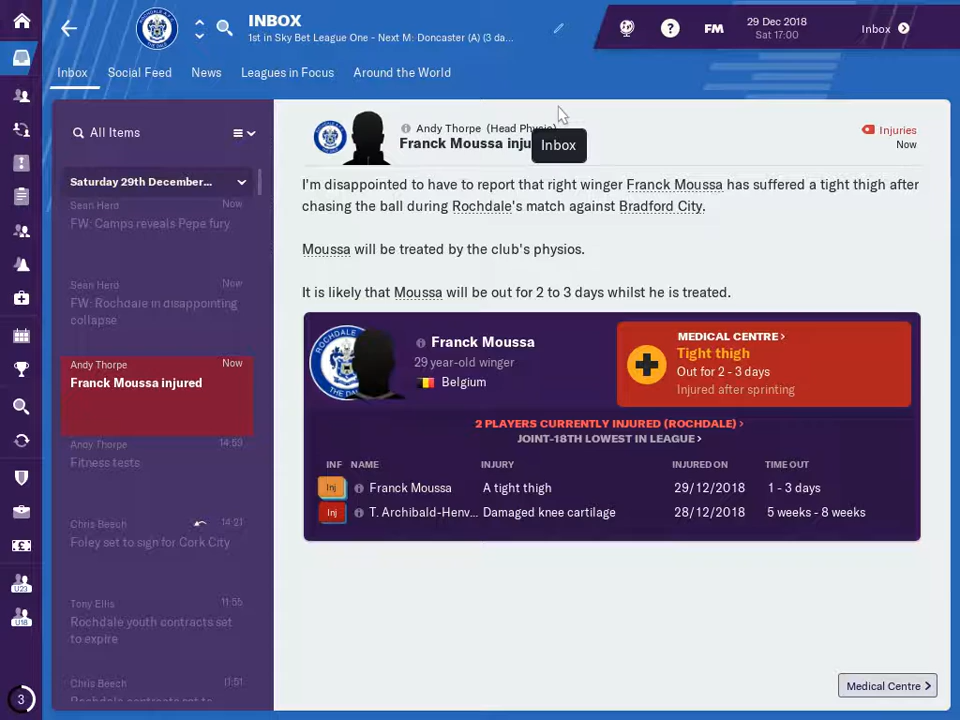 INBOX
1st in Sky Bet League One - Next M: Doncaster (A) (3 da...
FM
29 Dec 2018
Sat 17:00
Inbox
Inbox
Social Feed
News
Leagues in Focus
Around the World
All Items
Saturday 29th December...
Sean Herd
Now
FW: Camps reveals Pepe fury
Sean Herd
Now
FW: Rochdale in disappointing
collapse
Andy Thorpe
Now
Franck Moussa injured
Andy Thorpe
14:59
Fitness tests
Chris Beech
14:21
Foley set to sign for Cork City
Tony Ellis
11:55
Rochdale youth contracts set
to expire
Chris Beech
11:51
Rochdale contracts set to
Andy Thorpe (Head Physio)
Franck Moussa inju
Inbox
Injuries
Now
I'm disappointed to have to report that right winger Franck Moussa has suffered a tight thigh after
chasing the ball during Rochdale's match against Bradford City.
Moussa will be treated by the club's physios.
It is likely that Moussa will be out for 2 to 3 days whilst he is treated.
Franck Moussa
29 year-old winger
Belgium
MEDICAL CENTRE >
Tight thigh
Out for 2 - 3 days
Injured after sprinting
2 PLAYERS CURRENTLY INJURED (ROCHDALE) >
JOINT-18TH LOWEST IN LEAGUE >
INF NAME INJURY INJURED ON TIME OUT
Inj Franck Moussa A tight thigh 29/12/2018 1 - 3 days
Inj T. Archibald-Henv... Damaged knee cartilage 28/12/2018 5 weeks - 8 weeks
Medical Centre >
U23
U18
3